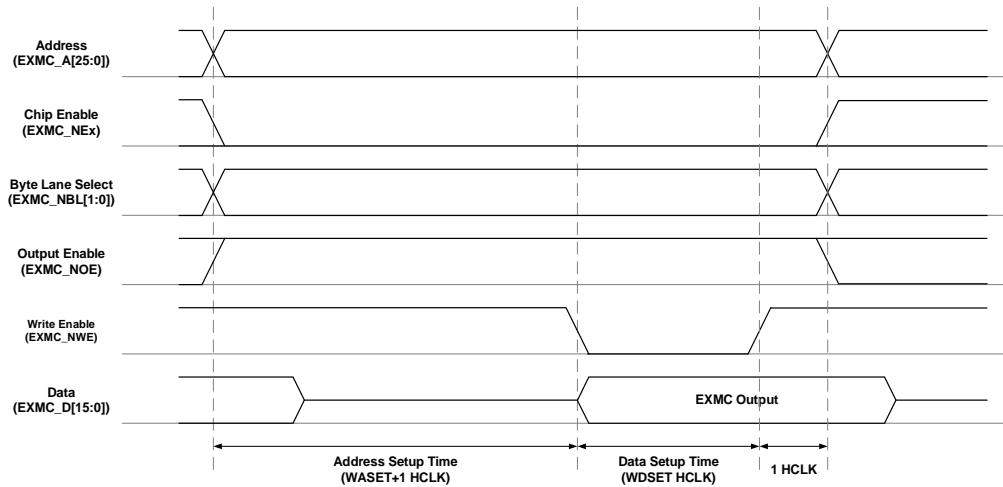 Address
(EXMC_A[25:0])
Chip Enable
(EXMC_NEx)
Byte Lane Select
(EXMC_NBL[1:0])
Output Enable
(EXMC_NOE)
Write Enable
(EXMC_NWE)
Data
(EXMC_D[15:0])
EXMC Output
Address Setup Time
(WASET+1 HCLK)
Data Setup Time
(WDSET HCLK)
1 HCLK